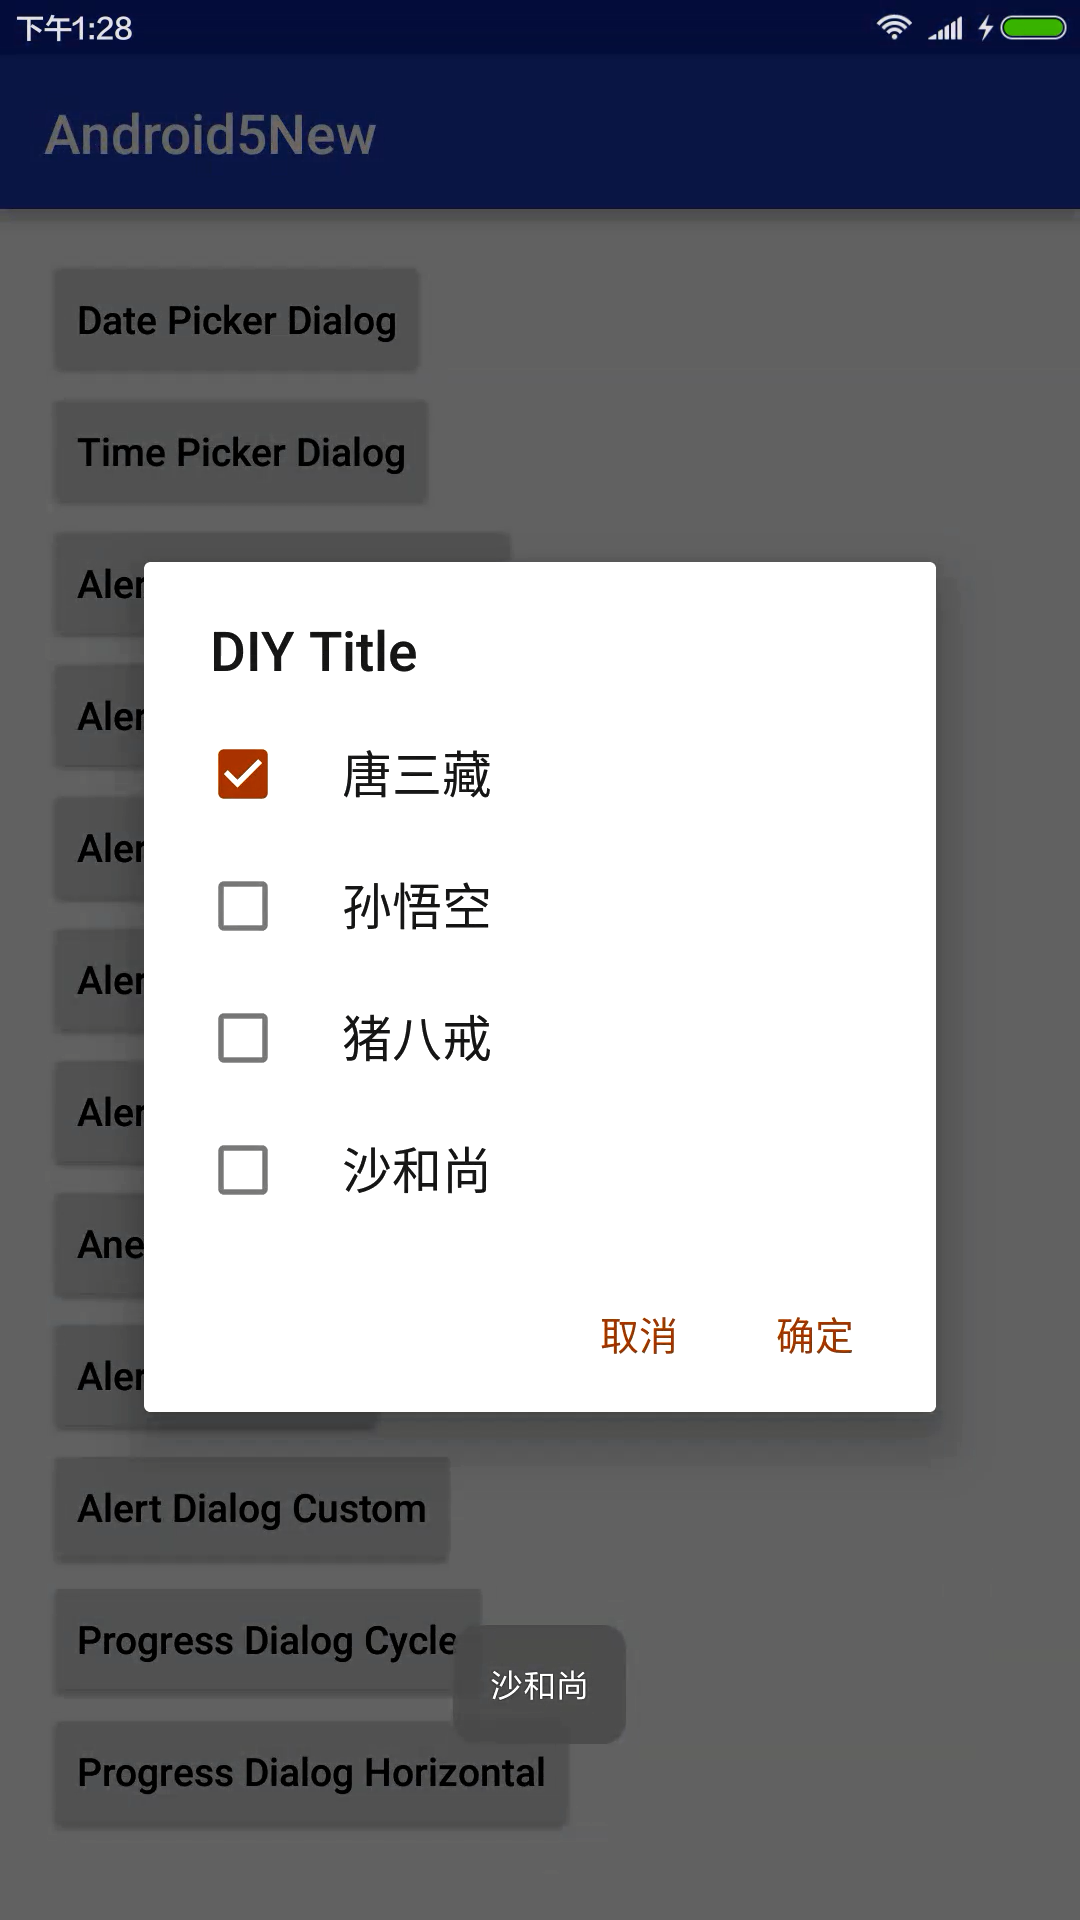 下午1:28
Android5New
Date Picker Dialog
Time Picker Dialog
Aler
DIY Title
Aler
唐三藏
Aler
孙悟空
Aler
猪八戒
Aler
沙和尚
Ane
取消 确定
Aler
Alert Dialog Custom
Progress Dialog Cycle
沙和尚
Progress Dialog Horizontal